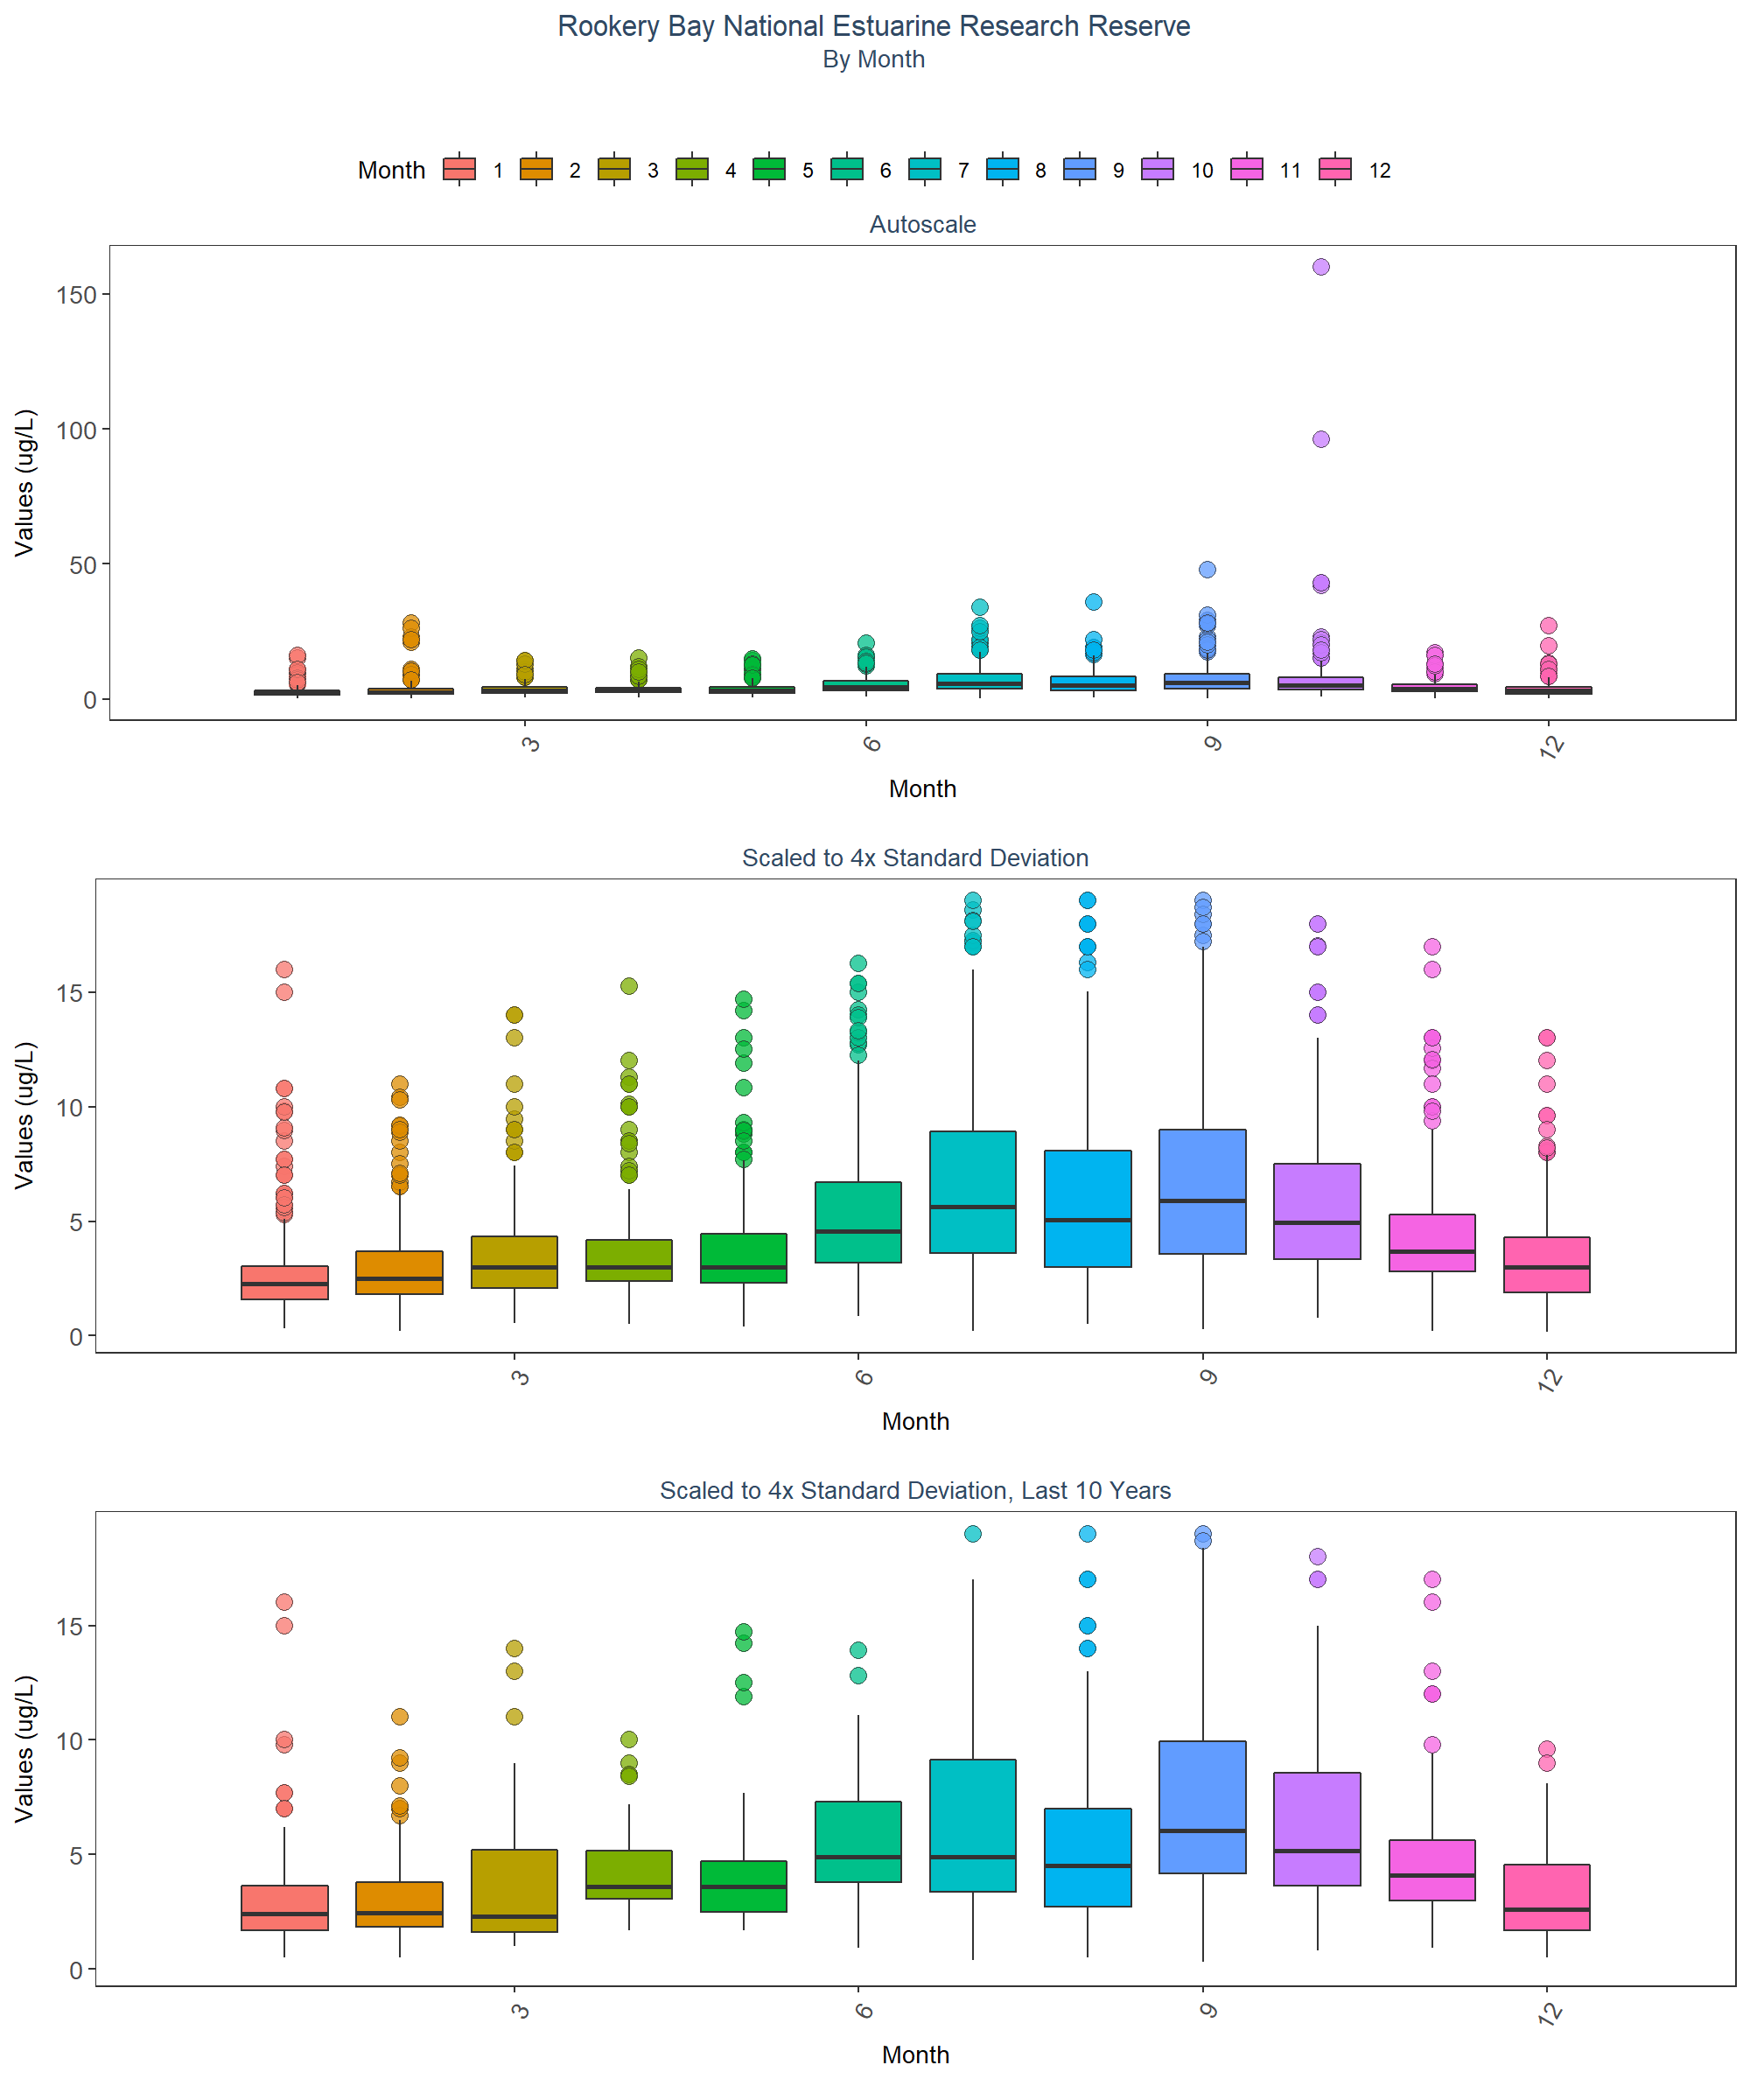 Rookery Bay National Estuarine Research Reserve
By Month
Month 1 2 3 4 5 6 7 8 9 10 11 12
Autoscale
Values (ug/L)
150
100
50
0
3 6 9 12
Month
Scaled to 4x Standard Deviation
Values (ug/L)
15
10
5
0
3 6 9 12
Month
Scaled to 4x Standard Deviation, Last 10 Years
Values (ug/L)
15
10
5
0
3 6 9 12
Month